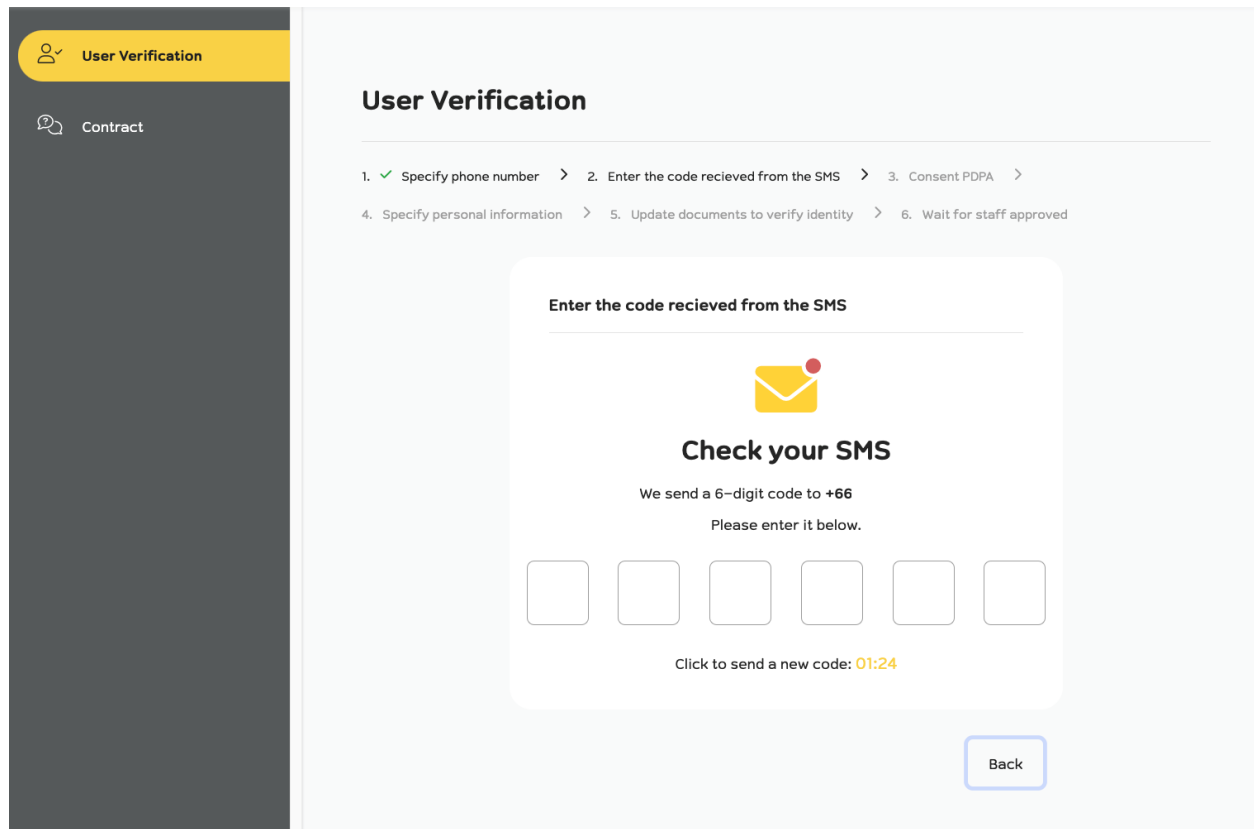 User Verification
Contract
User Verification
1. Specify phone number > 2. Enter the code recieved from the SMS > 3. Consent PDPA >
4. Specify personal information > 5. Update documents to verify identity > 6. Wait for staff approved
Enter the code recieved from the SMS
Check your SMS
We send a 6-digit code to +66
Please enter it below.
Click to send a new code: 01:24
Back